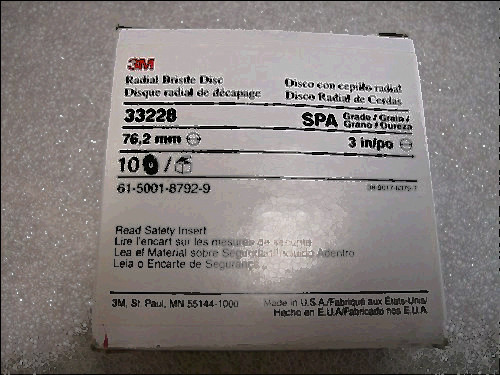 3M
Radial Bristle Disc
Disque radial de décapage
Disco con cepillo radial
Disco Radial de Cerdas
33228
SPA Grade / Grain /
Grano / Dureza
76,2 mm
3 in/po
10 /
61-5001-8792-9
Read Safety Insert
Lire l'encart sur les mesures de sécurité
Lea el Material sobre Seguridad Incluido Adentro
Leia o Encarte de Segurança
3M, St. Paul, MN 55144-1000
Made in U.S.A./Fabriqué aux États-Unis/
Hecho en E.U.A/Fabricado nos E.U.A.